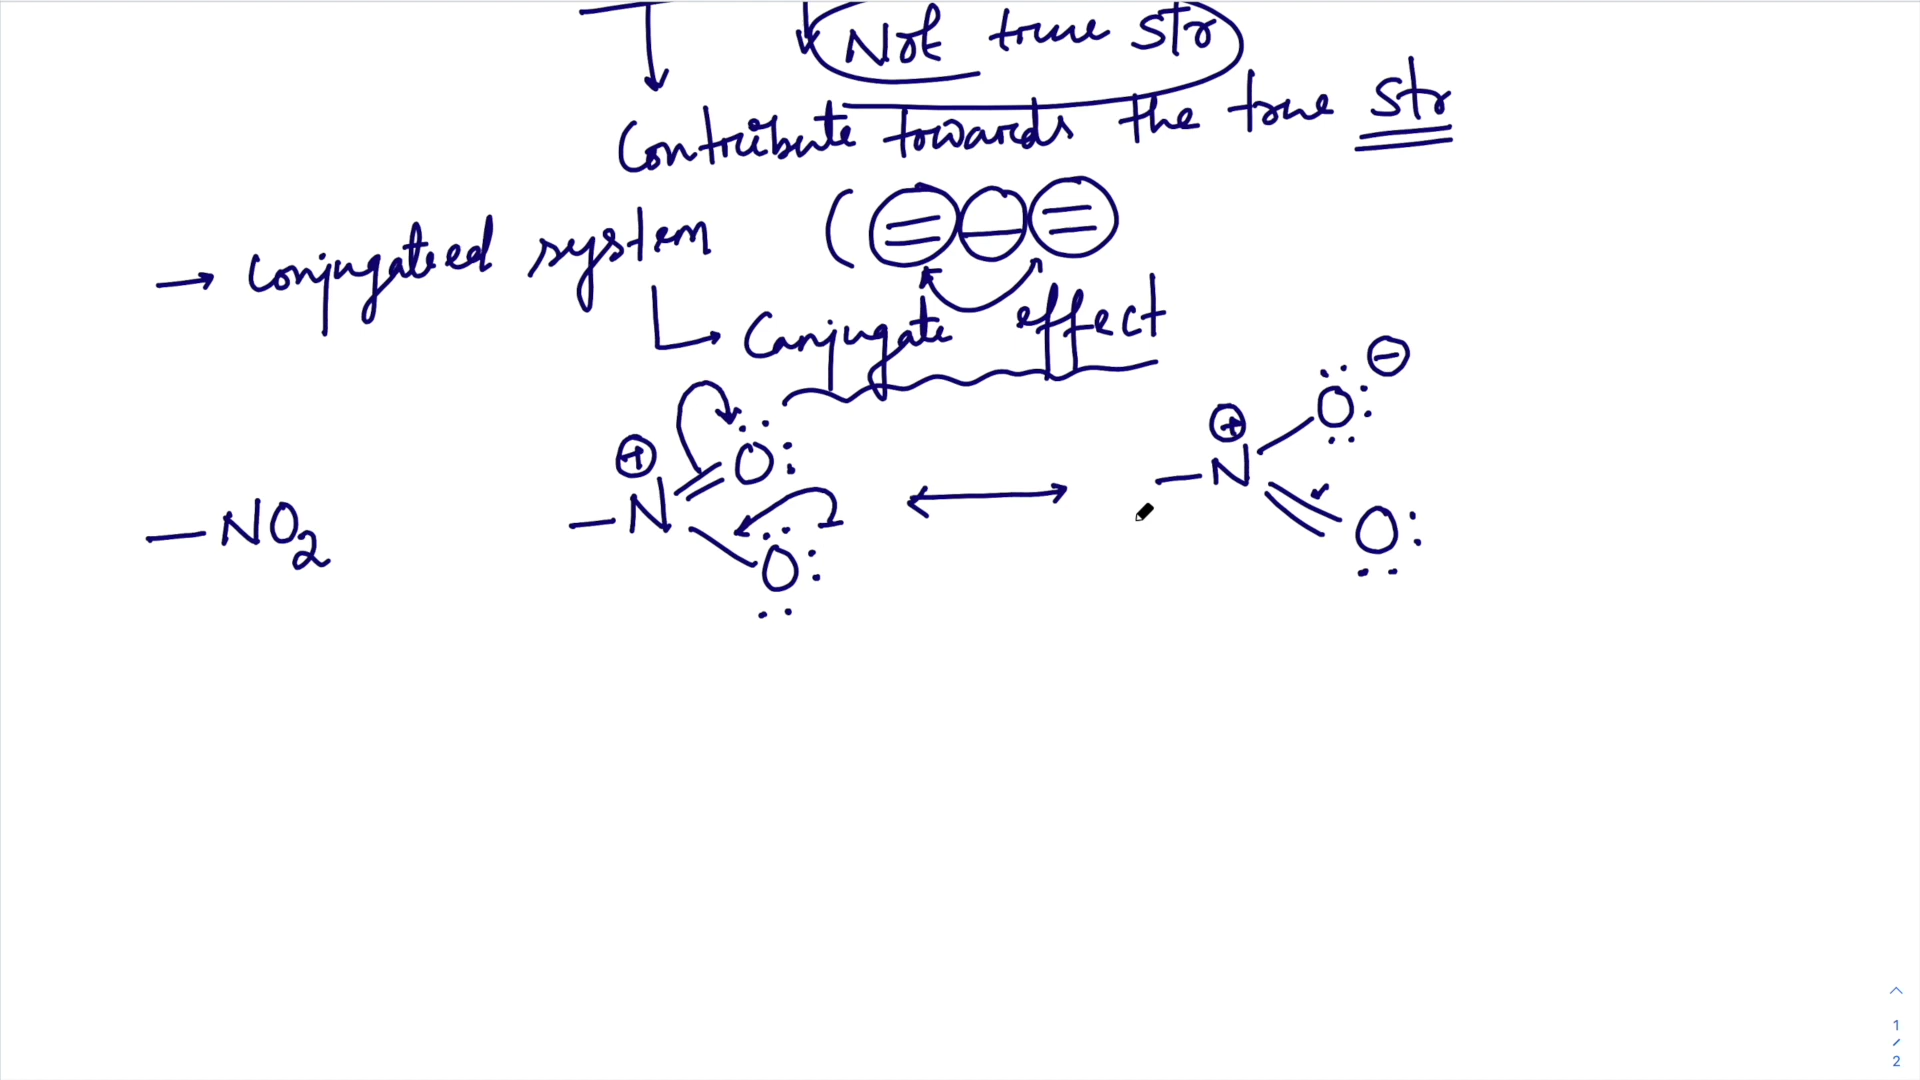 Not true str
Contribute towards the true str
→ Conjugated system ( = − =
Conjugate effect
— NO2
⊕ — N = O: — O:
↔
⊕ — N — O: ⊖ = O:
1
/
2